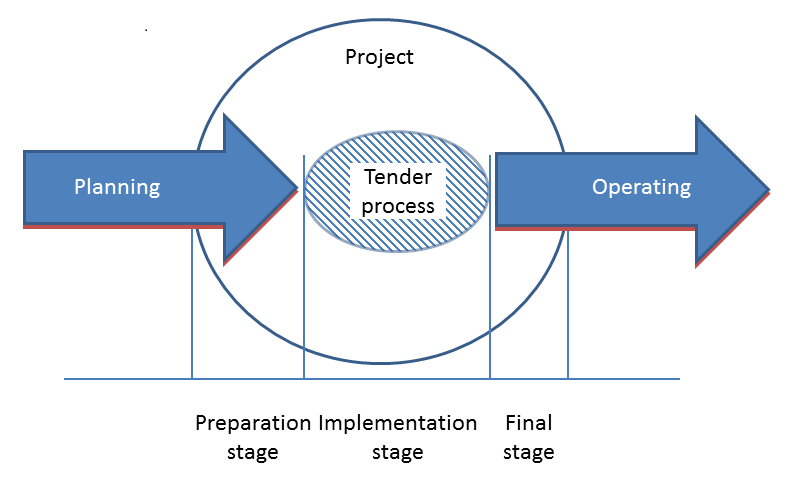 Project
Planning
Tender
process
Operating
Preparation
stage
Implementation
stage
Final
stage